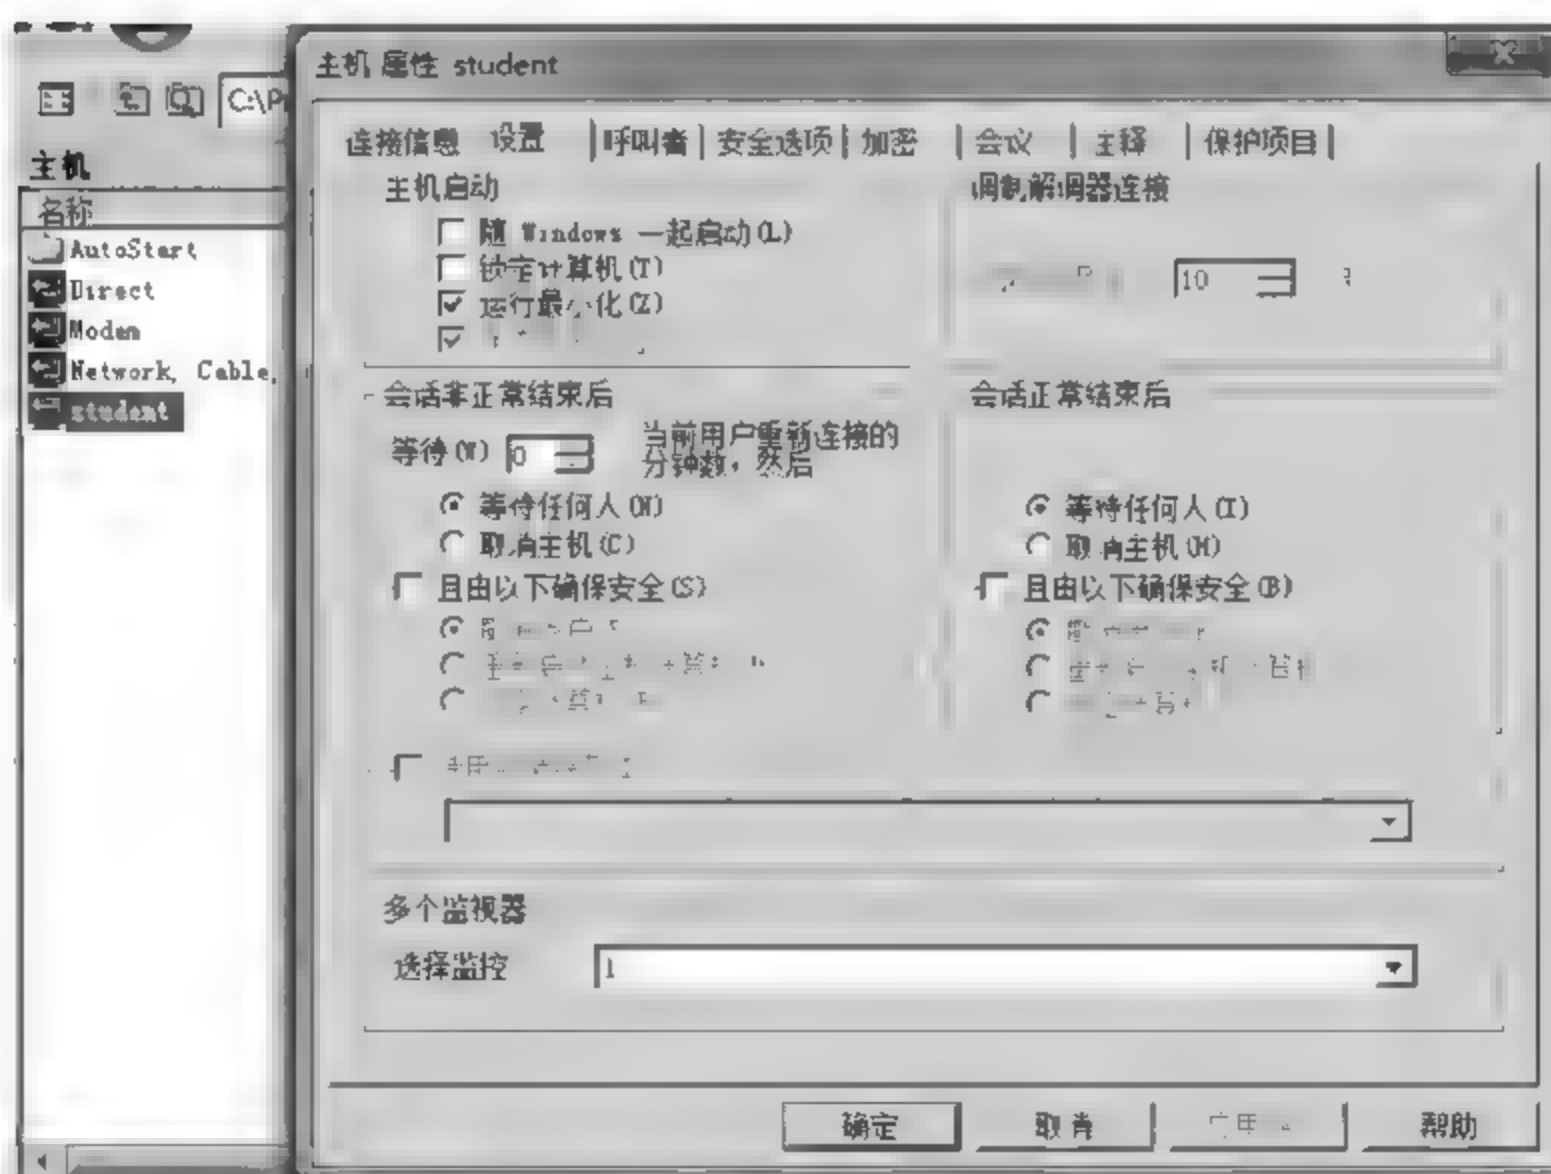 主机 属性 student
C:\P
连接信息 设置 呼叫者 安全选项 加密 会议 注释 保护项目
主机
名称
AutoStart
Direct
Modem
Network, Cable,
student
主机启动
随 Windows 一起启动(L)
锁定计算机(T)
运行最小化(Z)
调制解调器连接
10
会话非正常结束后
等待(W) 0 当前用户重新连接的
分钟数,然后
等待任何人(N)
取消主机(C)
且由以下确保安全(S)
会话正常结束后
等待任何人(I)
取消主机(M)
且由以下确保安全(B)
多个监视器
选择监控 1
确定 取消 帮助